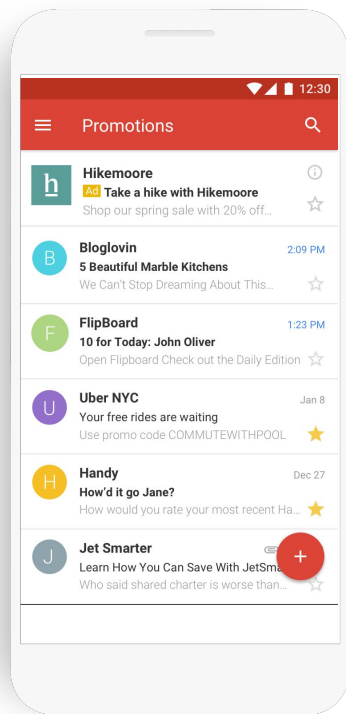 12:30
Promotions
h
Hikemoore
Ad Take a hike with Hikemoore
Shop our spring sale with 20% off...
B
Bloglovin
2:09 PM
5 Beautiful Marble Kitchens
We Can't Stop Dreaming About This...
F
FlipBoard
1:23 PM
10 for Today: John Oliver
Open Flipboard Check out the Daily Edition
U
Uber NYC
Jan 8
Your free rides are waiting
Use promo code COMMUTEWITHPOOL
H
Handy
Dec 27
How'd it go Jane?
How would you rate your most recent Ha...
J
Jet Smarter
Learn How You Can Save With JetSma
Who said shared charter is worse than...